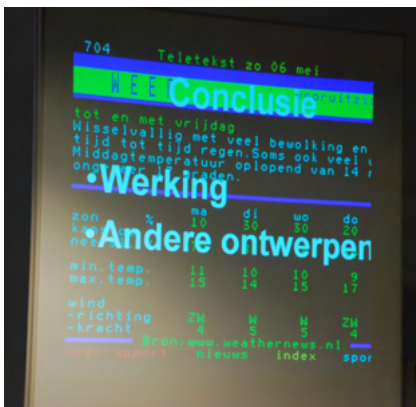 704 Teletekst zo 06 mei
WEER
Conclusie
tot en met vrijdag
Wisselvallig met veel bewolking en
tijd tot tijd regen.Soms ook veel
Middagtemperatuur oplopend van 14
graden.
•Werking
ma di wo do
zon % 10 30 30 20
•Andere ontwerpen
min.temp. 11 10 10 9
max.temp. 15 14 15 17
wind
-richting ZW W W ZW
-kracht 4 5 5 4
Bron:www.weathernews.nl
weerrapport nieuws index spor